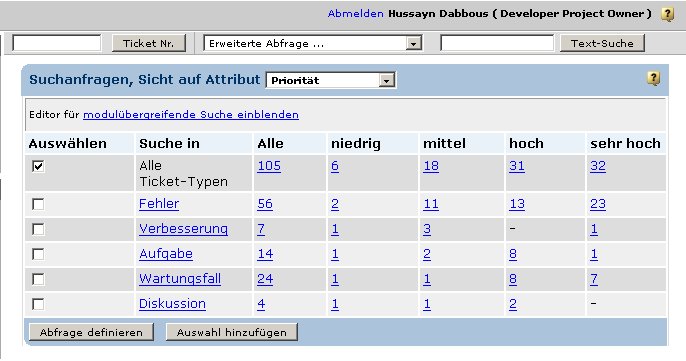 Abmelden Hussayn Dabbous ( Developer Project Owner ) ?
Ticket Nr. Erweiterte Abfrage ... Text-Suche
Suchanfragen, Sicht auf Attribut Priorität ?
Editor für modulübergreifende Suche einblenden
Auswählen Suche in Alle niedrig mittel hoch sehr hoch
Alle 105 6 18 31 32
Ticket-Typen
Fehler 56 2 11 13 23
Verbesserung 7 1 3 - 1
Aufgabe 14 1 2 8 1
Wartungsfall 24 1 1 8 7
Diskussion 4 1 1 2 -
Abfrage definieren Auswahl hinzufügen